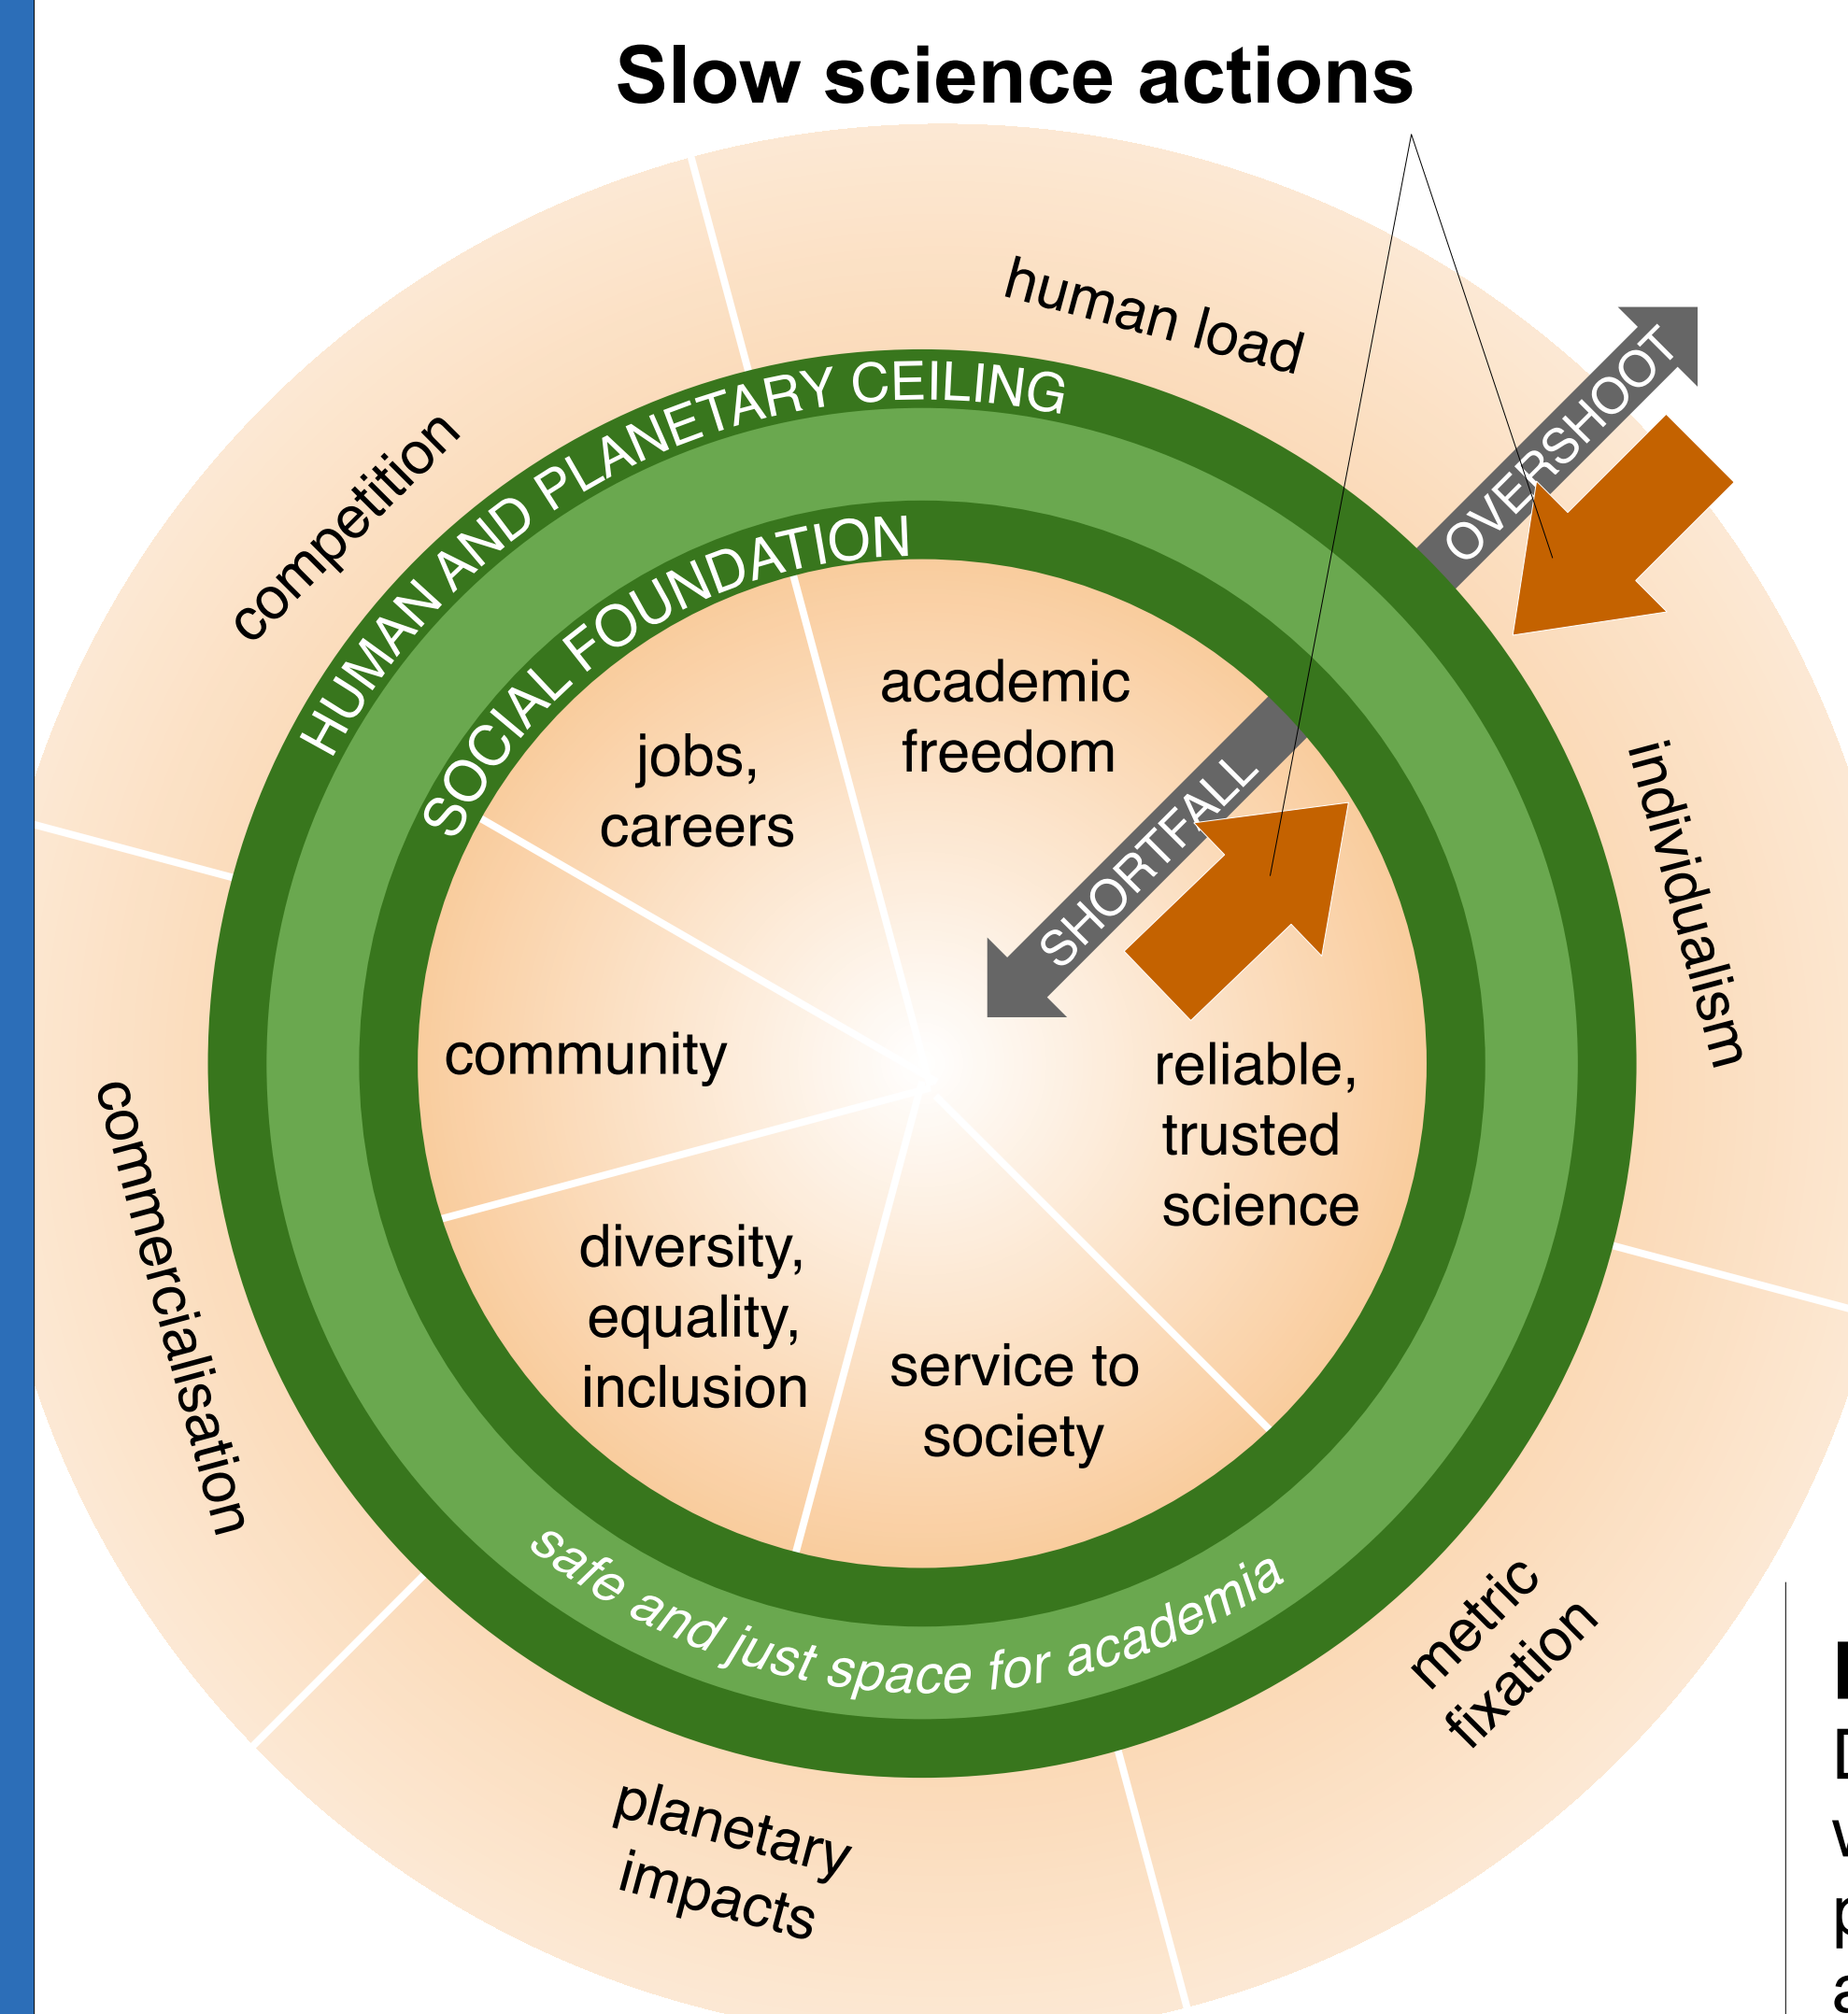 Slow science actions
human load
competition
HUMAN AND PLANETARY CEILING
OVERSHOOT
SOCIAL FOUNDATION
academic
freedom
jobs,
careers
SHORTFALL
individualism
community
reliable,
trusted
science
commercialisation
diversity,
equality,
inclusion
service to
society
safe and just space for academia
metric
fixation
planetary
impacts